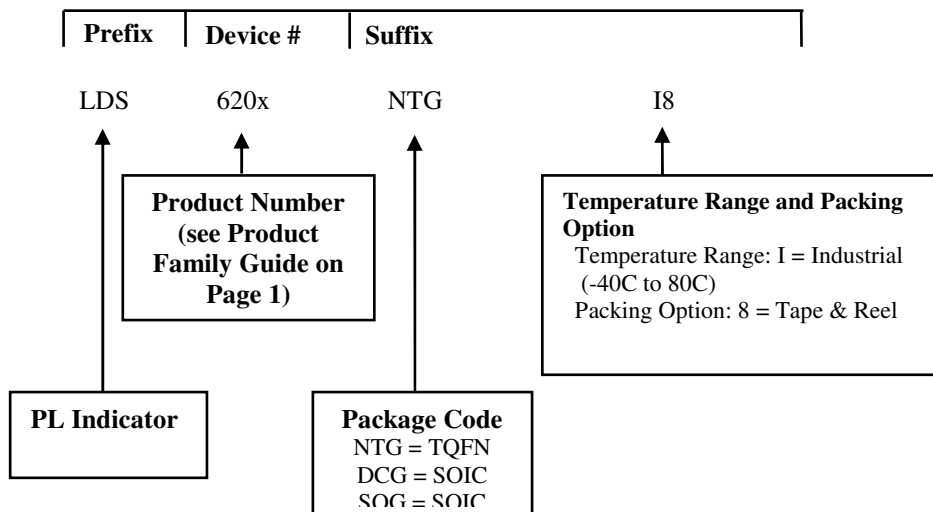 Prefix Device # Suffix
LDS 620x NTG I8
Product Number
(see Product
Family Guide on
Page 1)
Temperature Range and Packing
Option
Temperature Range: I = Industrial
(-40C to 80C)
Packing Option: 8 = Tape & Reel
PL Indicator
Package Code
NTG = TQFN
DCG = SOIC
SOG = SOIC